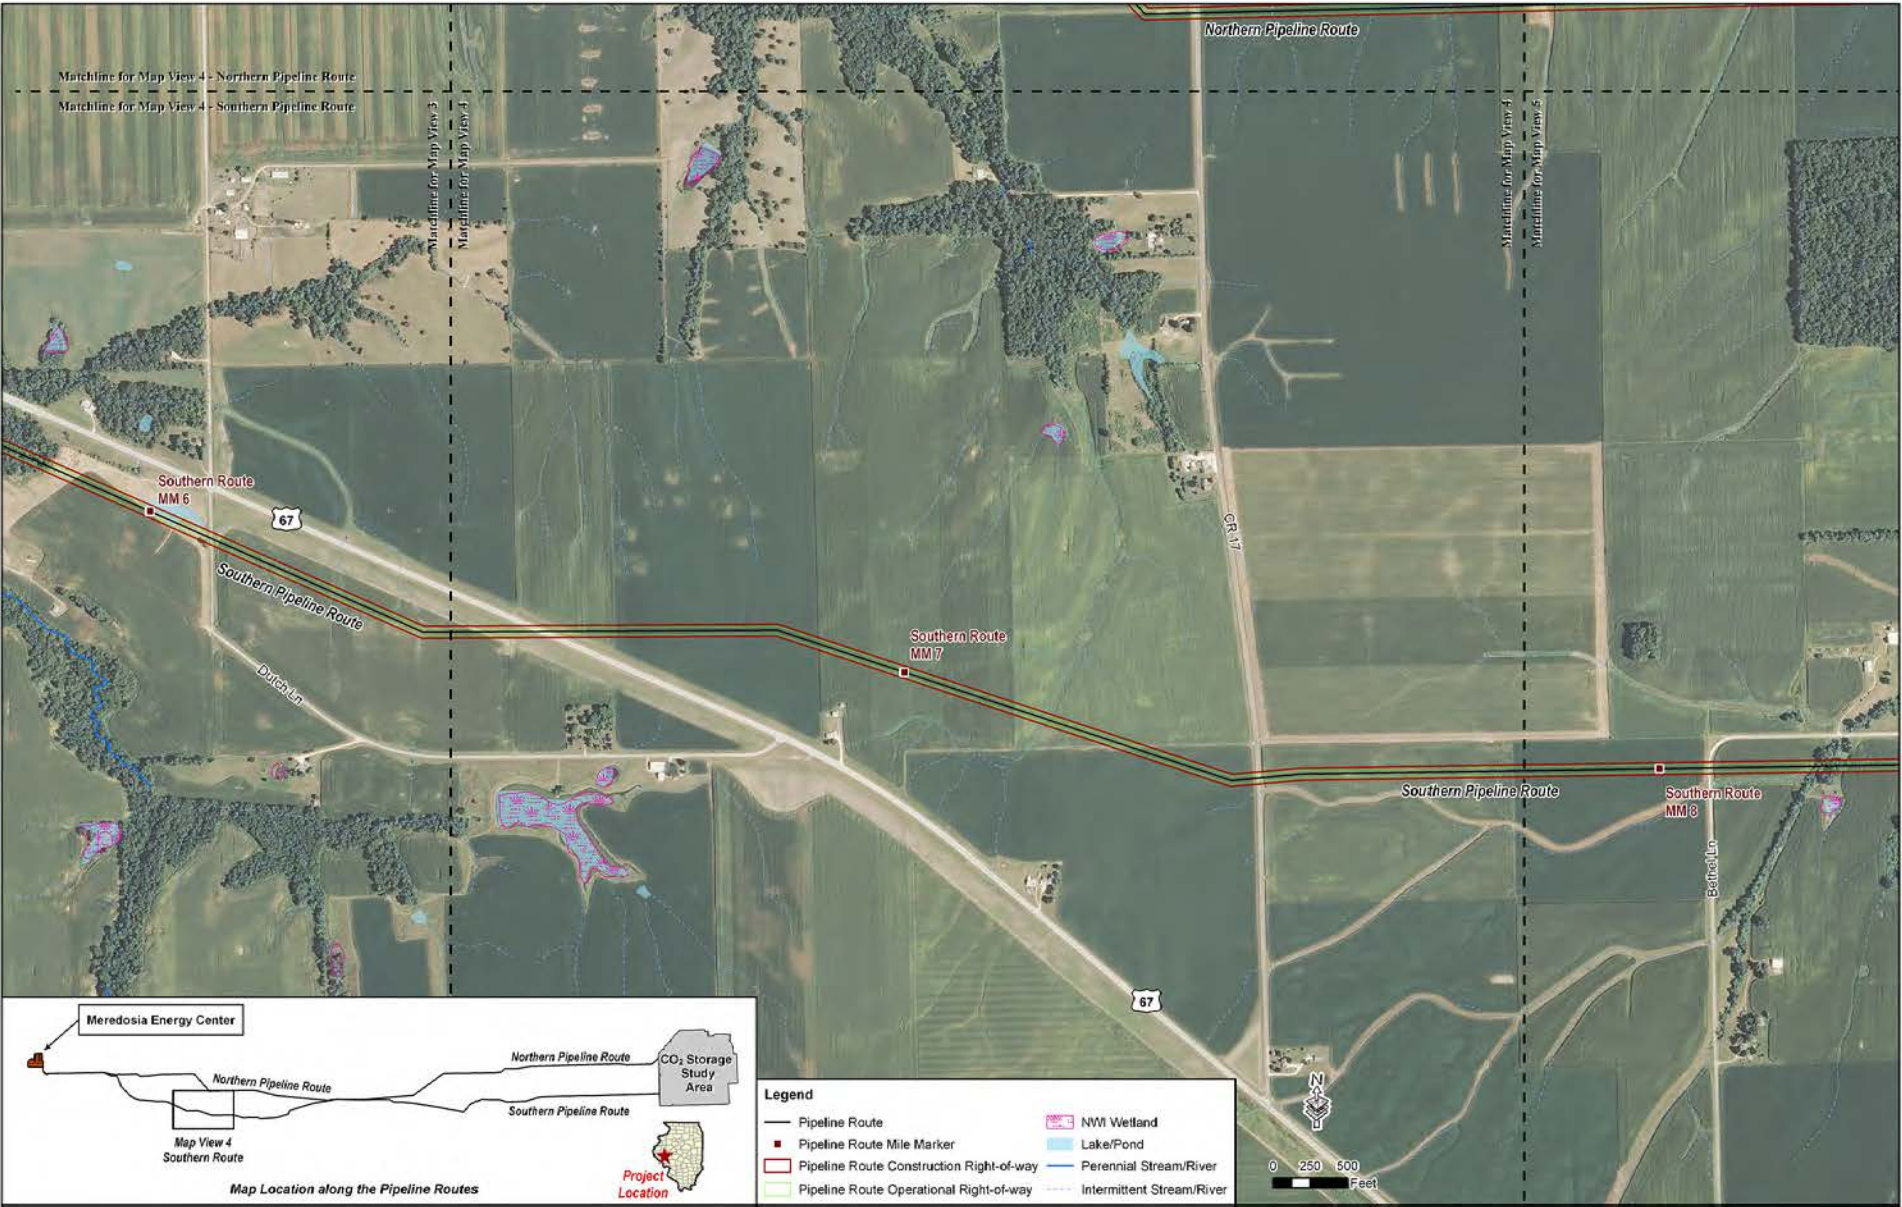 Northern Pipeline Route
Matchline for Map View 4 - Northern Pipeline Route
Matchline for Map View 4 - Southern Pipeline Route
Matchline for Map View 3
Matchline for Map View 4
Matchline for Map View 4
Matchline for Map View 5
Southern Route
MM 6
67
CR-17
Southern Pipeline Route
Southern Route
MM 7
Dutch Ln
Southern Pipeline Route
Southern Route
MM 8
Bethel Ln
67
Meredosia Energy Center
Northern Pipeline Route
CO₂ Storage
Study
Area
Northern Pipeline Route
Southern Pipeline Route
Map View 4
Southern Route
Project
Location
Map Location along the Pipeline Routes
Legend
Pipeline Route
Pipeline Route Mile Marker
Pipeline Route Construction Right-of-way
Pipeline Route Operational Right-of-way
NWI Wetland
Lake/Pond
Perennial Stream/River
Intermittent Stream/River
N
0 250 500
Feet